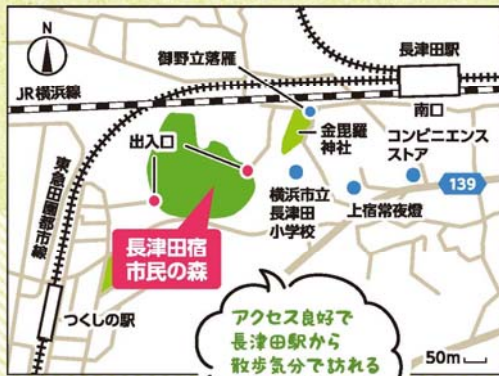 N
JR横浜線
御野立落雁
長津田駅
南口
出入口
金毘羅
神社
コンビニエンス
ストア
139
東急田園都市線
横浜市立
長津田
小学校
上宿常夜燈
長津田宿
市民の森
つくしの駅
アクセス良好で
長津田駅から
散歩気分で訪れる
50m